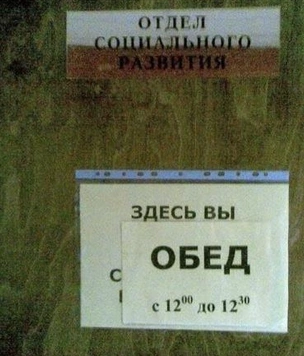 ОТДЕЛ
СОЦИАЛЬНОГО
РАЗВИТИЯ
ЗДЕСЬ ВЫ
ОБЕД
с 12⁰⁰ до 12³⁰